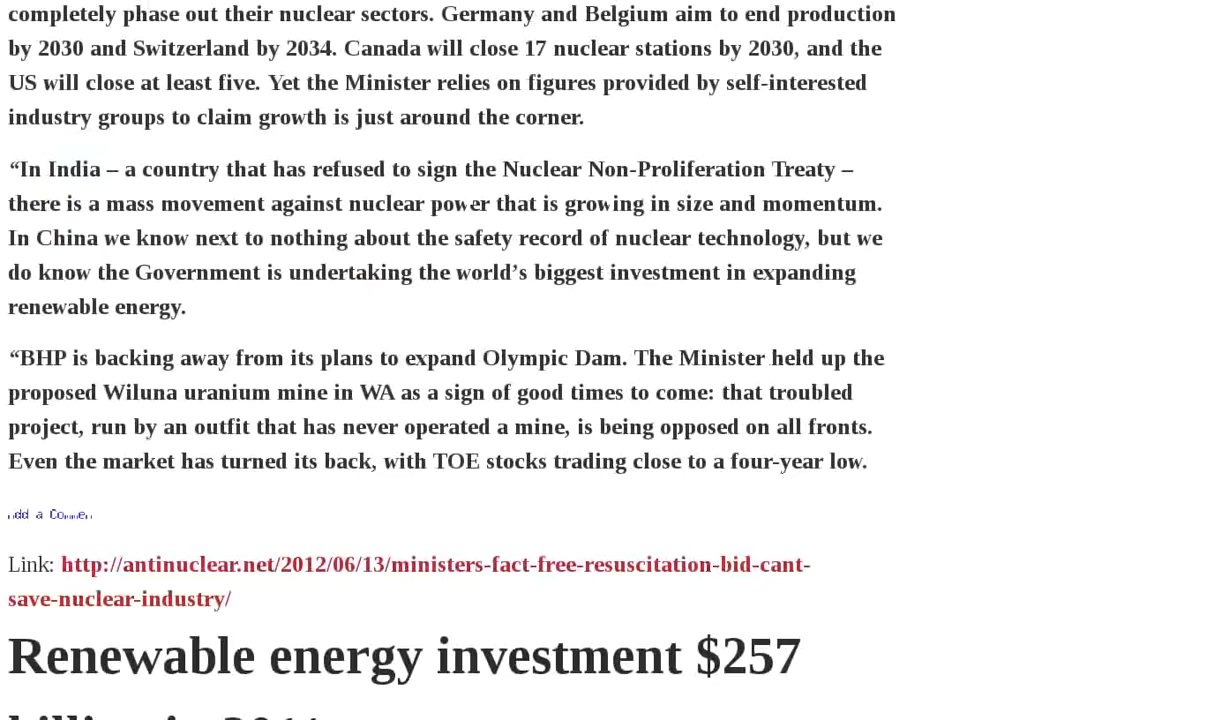 completely phase out their nuclear sectors. Germany and Belgium aim to end production
by 2030 and Switzerland by 2034. Canada will close 17 nuclear stations by 2030, and the
US will close at least five. Yet the Minister relies on figures provided by self-interested
industry groups to claim growth is just around the corner.
“In India – a country that has refused to sign the Nuclear Non-Proliferation Treaty –
there is a mass movement against nuclear power that is growing in size and momentum.
In China we know next to nothing about the safety record of nuclear technology, but we
do know the Government is undertaking the world’s biggest investment in expanding
renewable energy.
“BHP is backing away from its plans to expand Olympic Dam. The Minister held up the
proposed Wiluna uranium mine in WA as a sign of good times to come: that troubled
project, run by an outfit that has never operated a mine, is being opposed on all fronts.
Even the market has turned its back, with TOE stocks trading close to a four-year low.
a
Link: http://antinuclear.net/2012/06/13/ministers-fact-free-resuscitation-bid-cant-
save-nuclear-industry/
Renewable energy investment $257